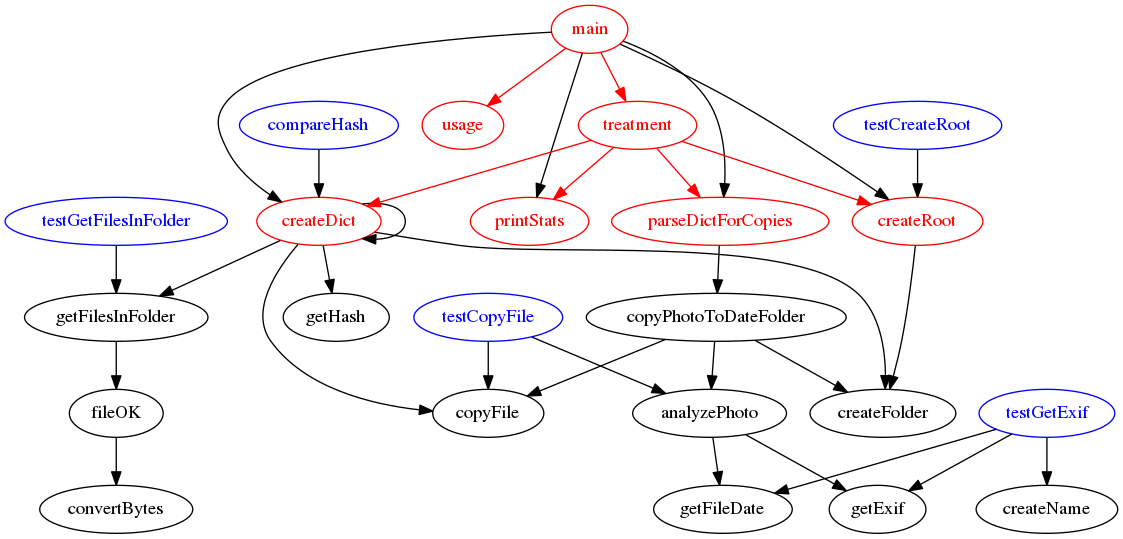 main
compareHash
usage
treatment
testCreateRoot
testGetFilesInFolder
createDict
printStats
parseDictForCopies
createRoot
getFilesInFolder
getHash
testCopyFile
copyPhotoToDateFolder
fileOK
copyFile
analyzePhoto
createFolder
testGetExif
convertBytes
getFileDate
getExif
createName